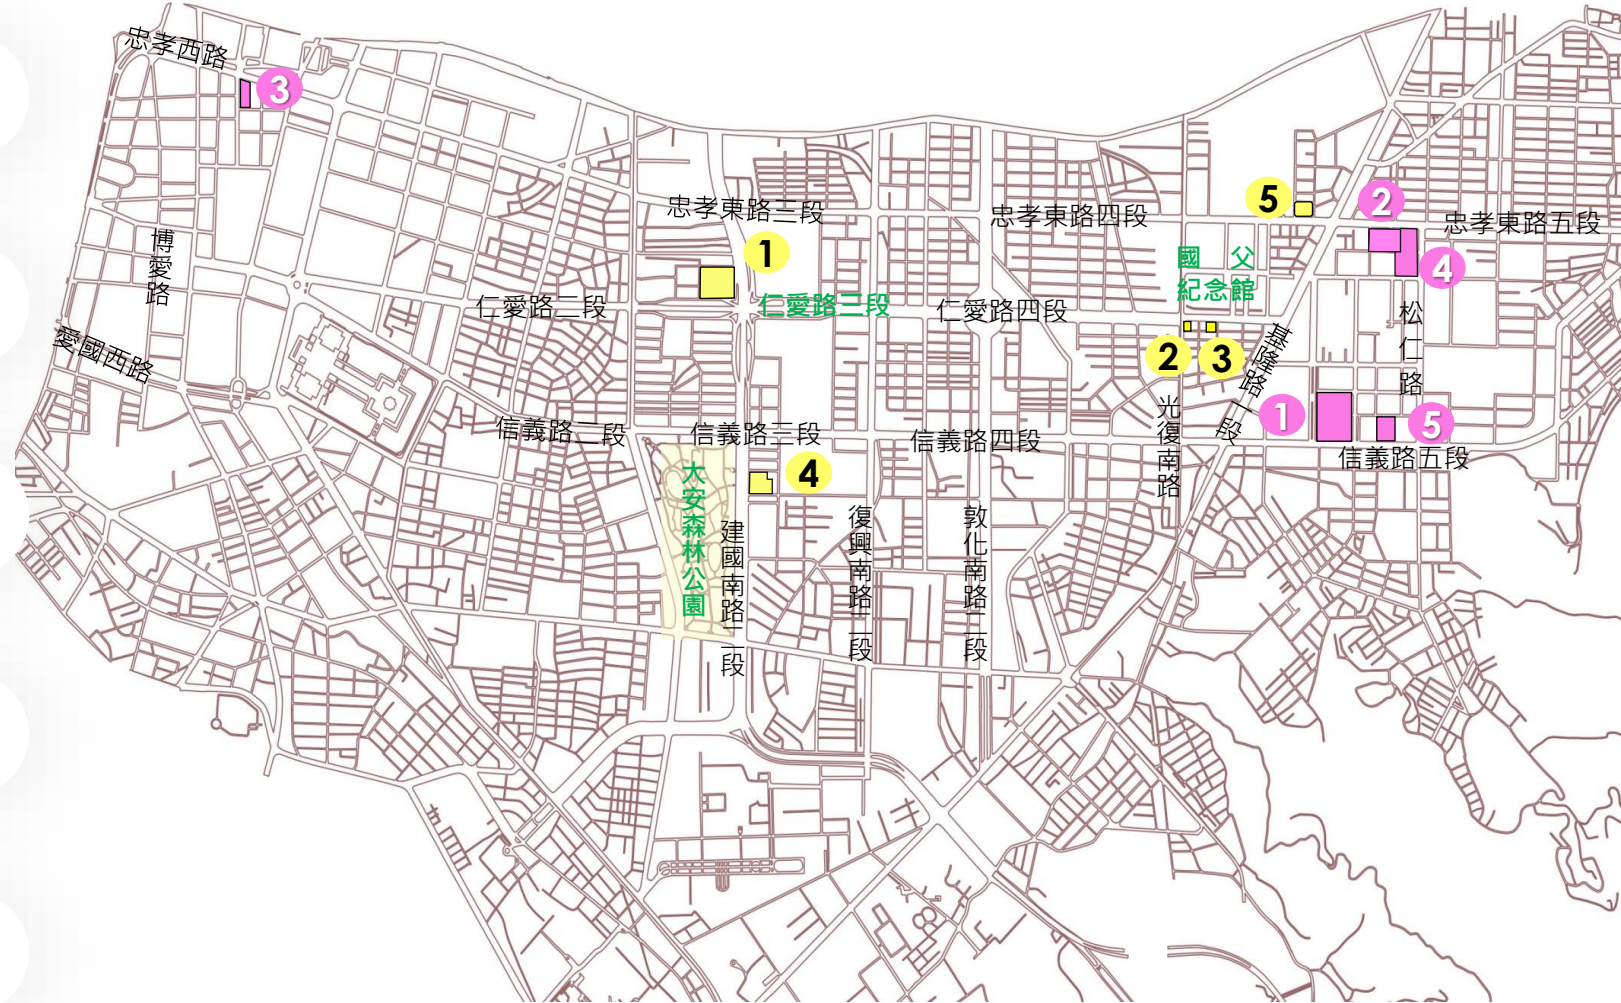 忠孝西路
3
博愛路
愛國西路
忠孝東路三段
1
仁愛路二段
仁愛路三段
忠孝東路四段
仁愛路四段
5
2
忠孝東路五段
4
國父
紀念館
2
3
基隆路一段
松仁路
1
5
光復南路
信義路二段
信義路三段
信義路四段
信義路五段
4
大安森林公園
建國南路二段
復興南路二段
敦化南路二段